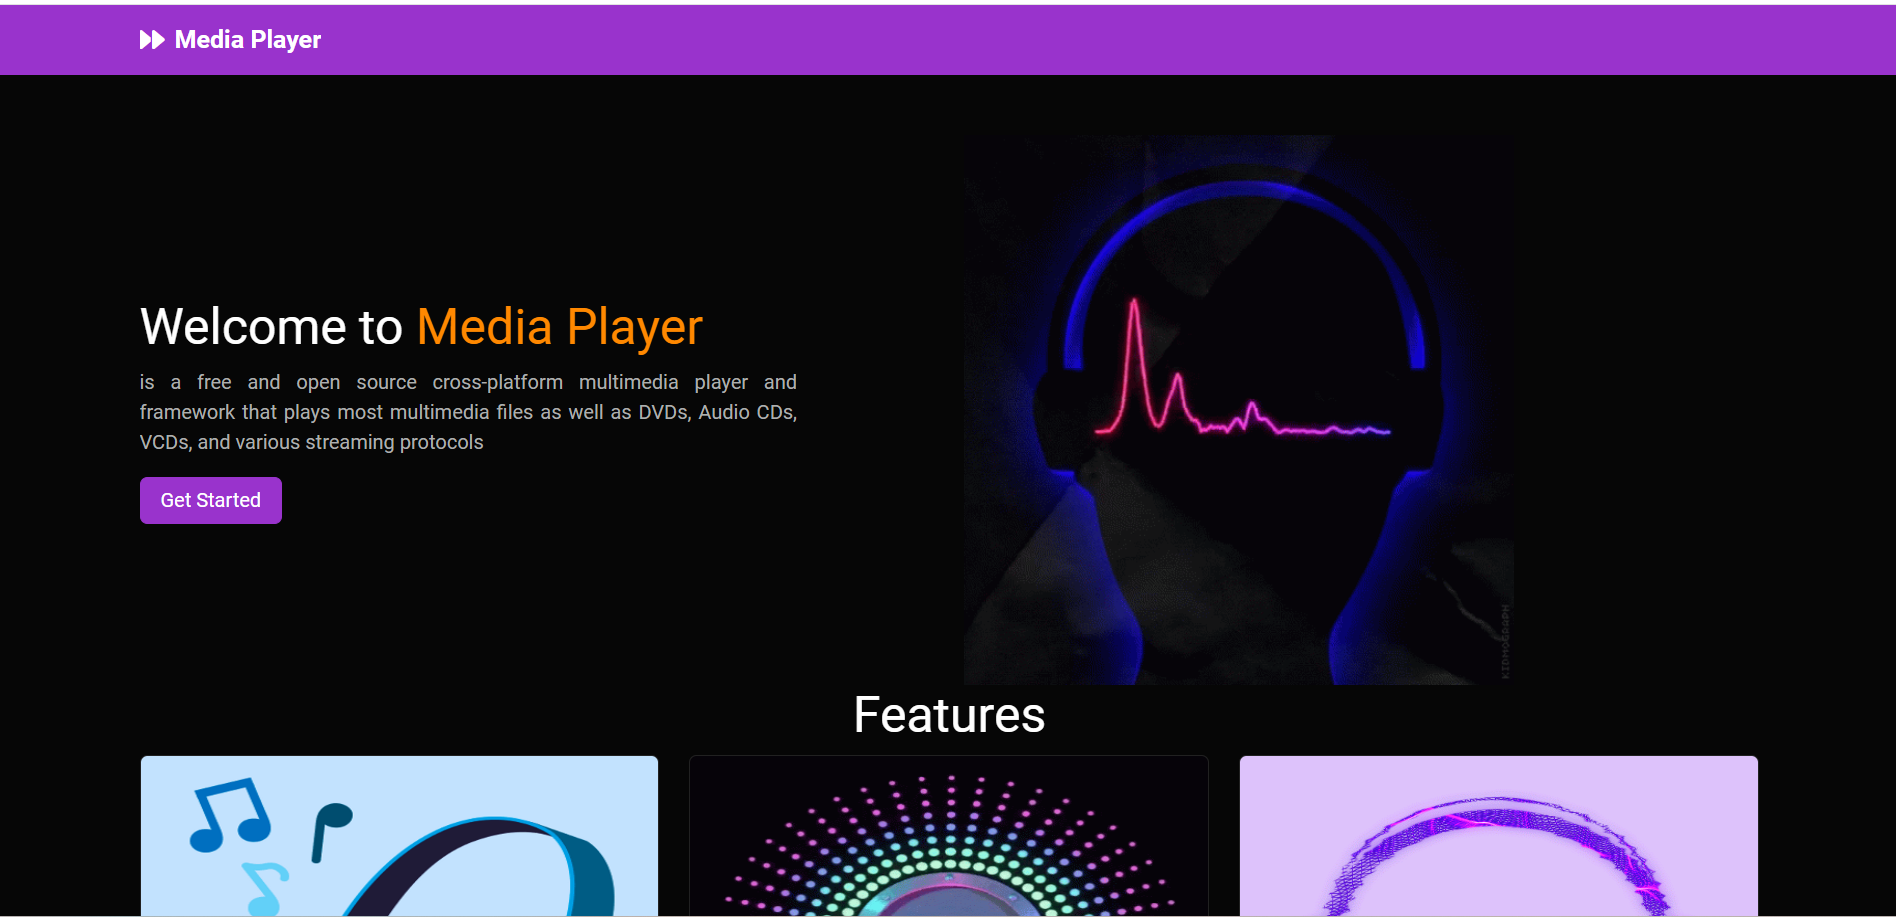 Media Player
Welcome to Media Player
is a free and open source cross-platform multimedia player and
framework that plays most multimedia files as well as DVDs, Audio CDs,
VCDs, and various streaming protocols
Get Started
KIDMOGRAPH
Features